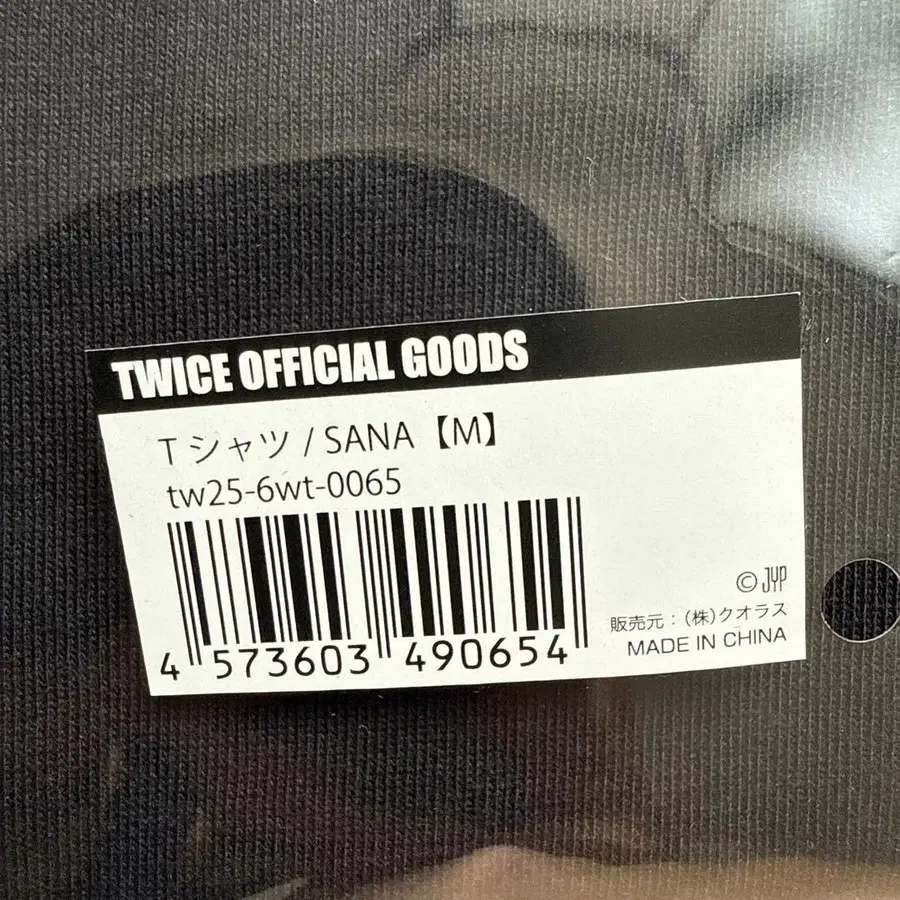 TWICE OFFICIAL GOODS
Tシャツ / SANA【M】
tw25-6wt-0065
4 573603 490654
© JYP
販売元：（株）クオラス
MADE IN CHINA